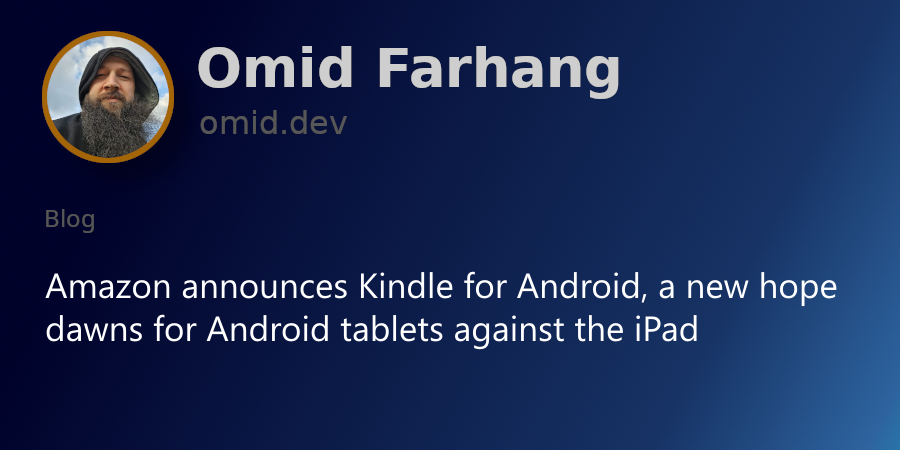 Omid Farhang
omid.dev
Blog
Amazon announces Kindle for Android, a new hope
dawns for Android tablets against the iPad